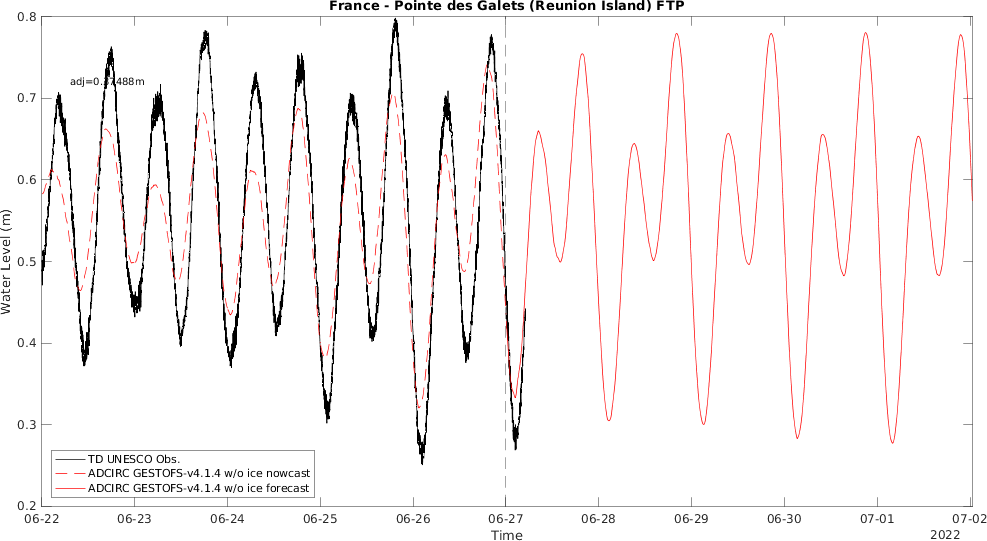 France - Pointe des Galets (Reunion Island) FTP
0.8
0.7
0.6
0.5
0.4
0.3
0.2
Water Level (m)
adj=0.37488m
TD UNESCO Obs.
ADCIRC GESTOFS-v4.1.4 w/o ice nowcast
ADCIRC GESTOFS-v4.1.4 w/o ice forecast
06-22 06-23 06-24 06-25 06-26 06-27 06-28 06-29 06-30 07-01 07-02
Time
2022